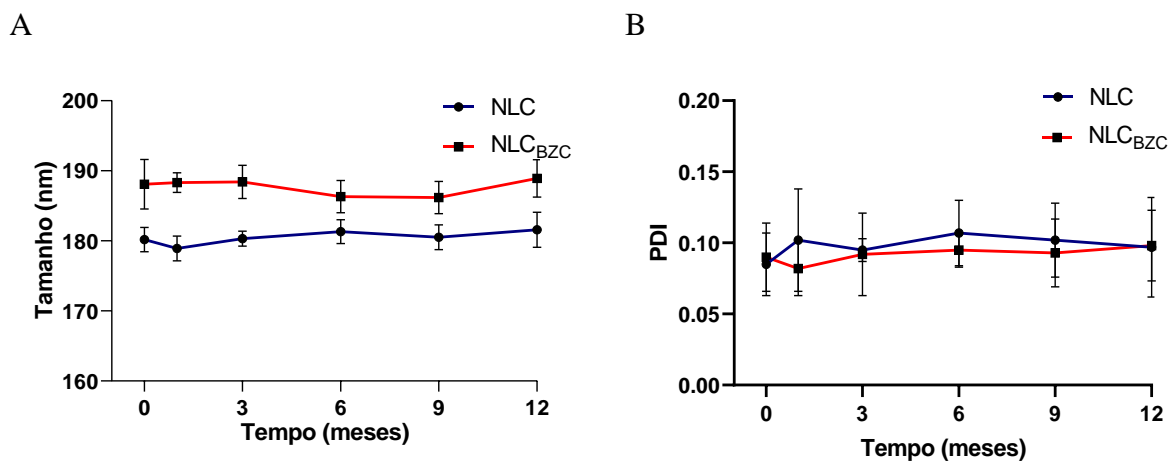 A
200
190
180
170
160
Tamanho (nm)
0 3 6 9 12
Tempo (meses)
NLC
NLCBZC
B
0.20
0.15
0.10
0.05
0.00
PDI
0 3 6 9 12
Tempo (meses)
NLC
NLCBZC